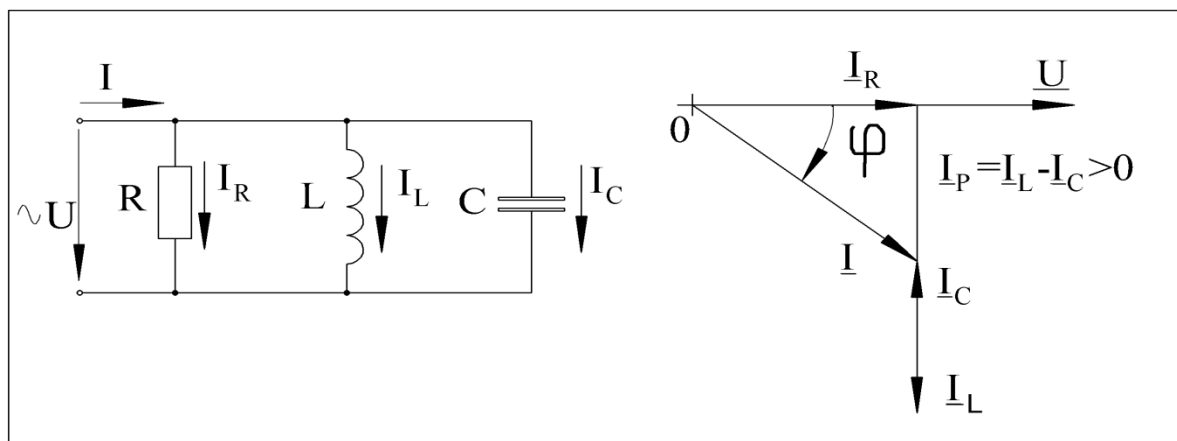 I
~U
R
I_R
L
I_L
C
I_C
0
I_R
U
φ
I_P=I_L-I_C>0
I
I_C
I_L